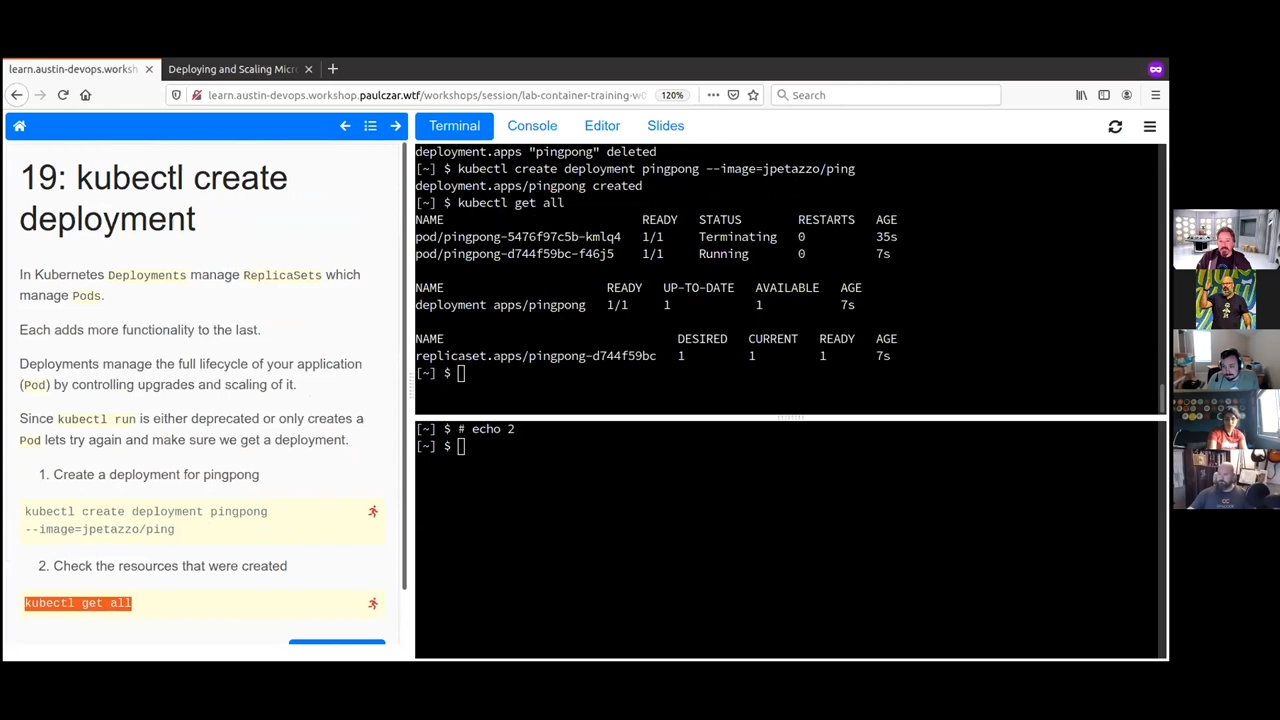 learn.austin-devops.worksh
Deploying and Scaling Micr
learn.austin-devops.workshop.paulczar.wtf/workshops/session/lab-container-training-w
120%
Search
Terminal
Console
Editor
Slides
19: kubectl create
deployment
In Kubernetes Deployments manage ReplicaSets which
manage Pods.
Each adds more functionality to the last.
Deployments manage the full lifecycle of your application
(Pod) by controlling upgrades and scaling of it.
Since kubectl run is either deprecated or only creates a
Pod lets try again and make sure we get a deployment.
1. Create a deployment for pingpong
kubectl create deployment pingpong
--image=jpetazzo/ping
2. Check the resources that were created
kubectl get all
deployment.apps "pingpong" deleted
[~] $ kubectl create deployment pingpong --image=jpetazzo/ping
deployment.apps/pingpong created
[~] $ kubectl get all
NAME READY STATUS RESTARTS AGE
pod/pingpong-5476f97c5b-kmlq4 1/1 Terminating 0 35s
pod/pingpong-d744f59bc-f46j5 1/1 Running 0 7s
NAME READY UP-TO-DATE AVAILABLE AGE
deployment apps/pingpong 1/1 1 1 7s
NAME DESIRED CURRENT READY AGE
replicaset.apps/pingpong-d744f59bc 1 1 1 7s
[~] $
[~] $ # echo 2
[~] $